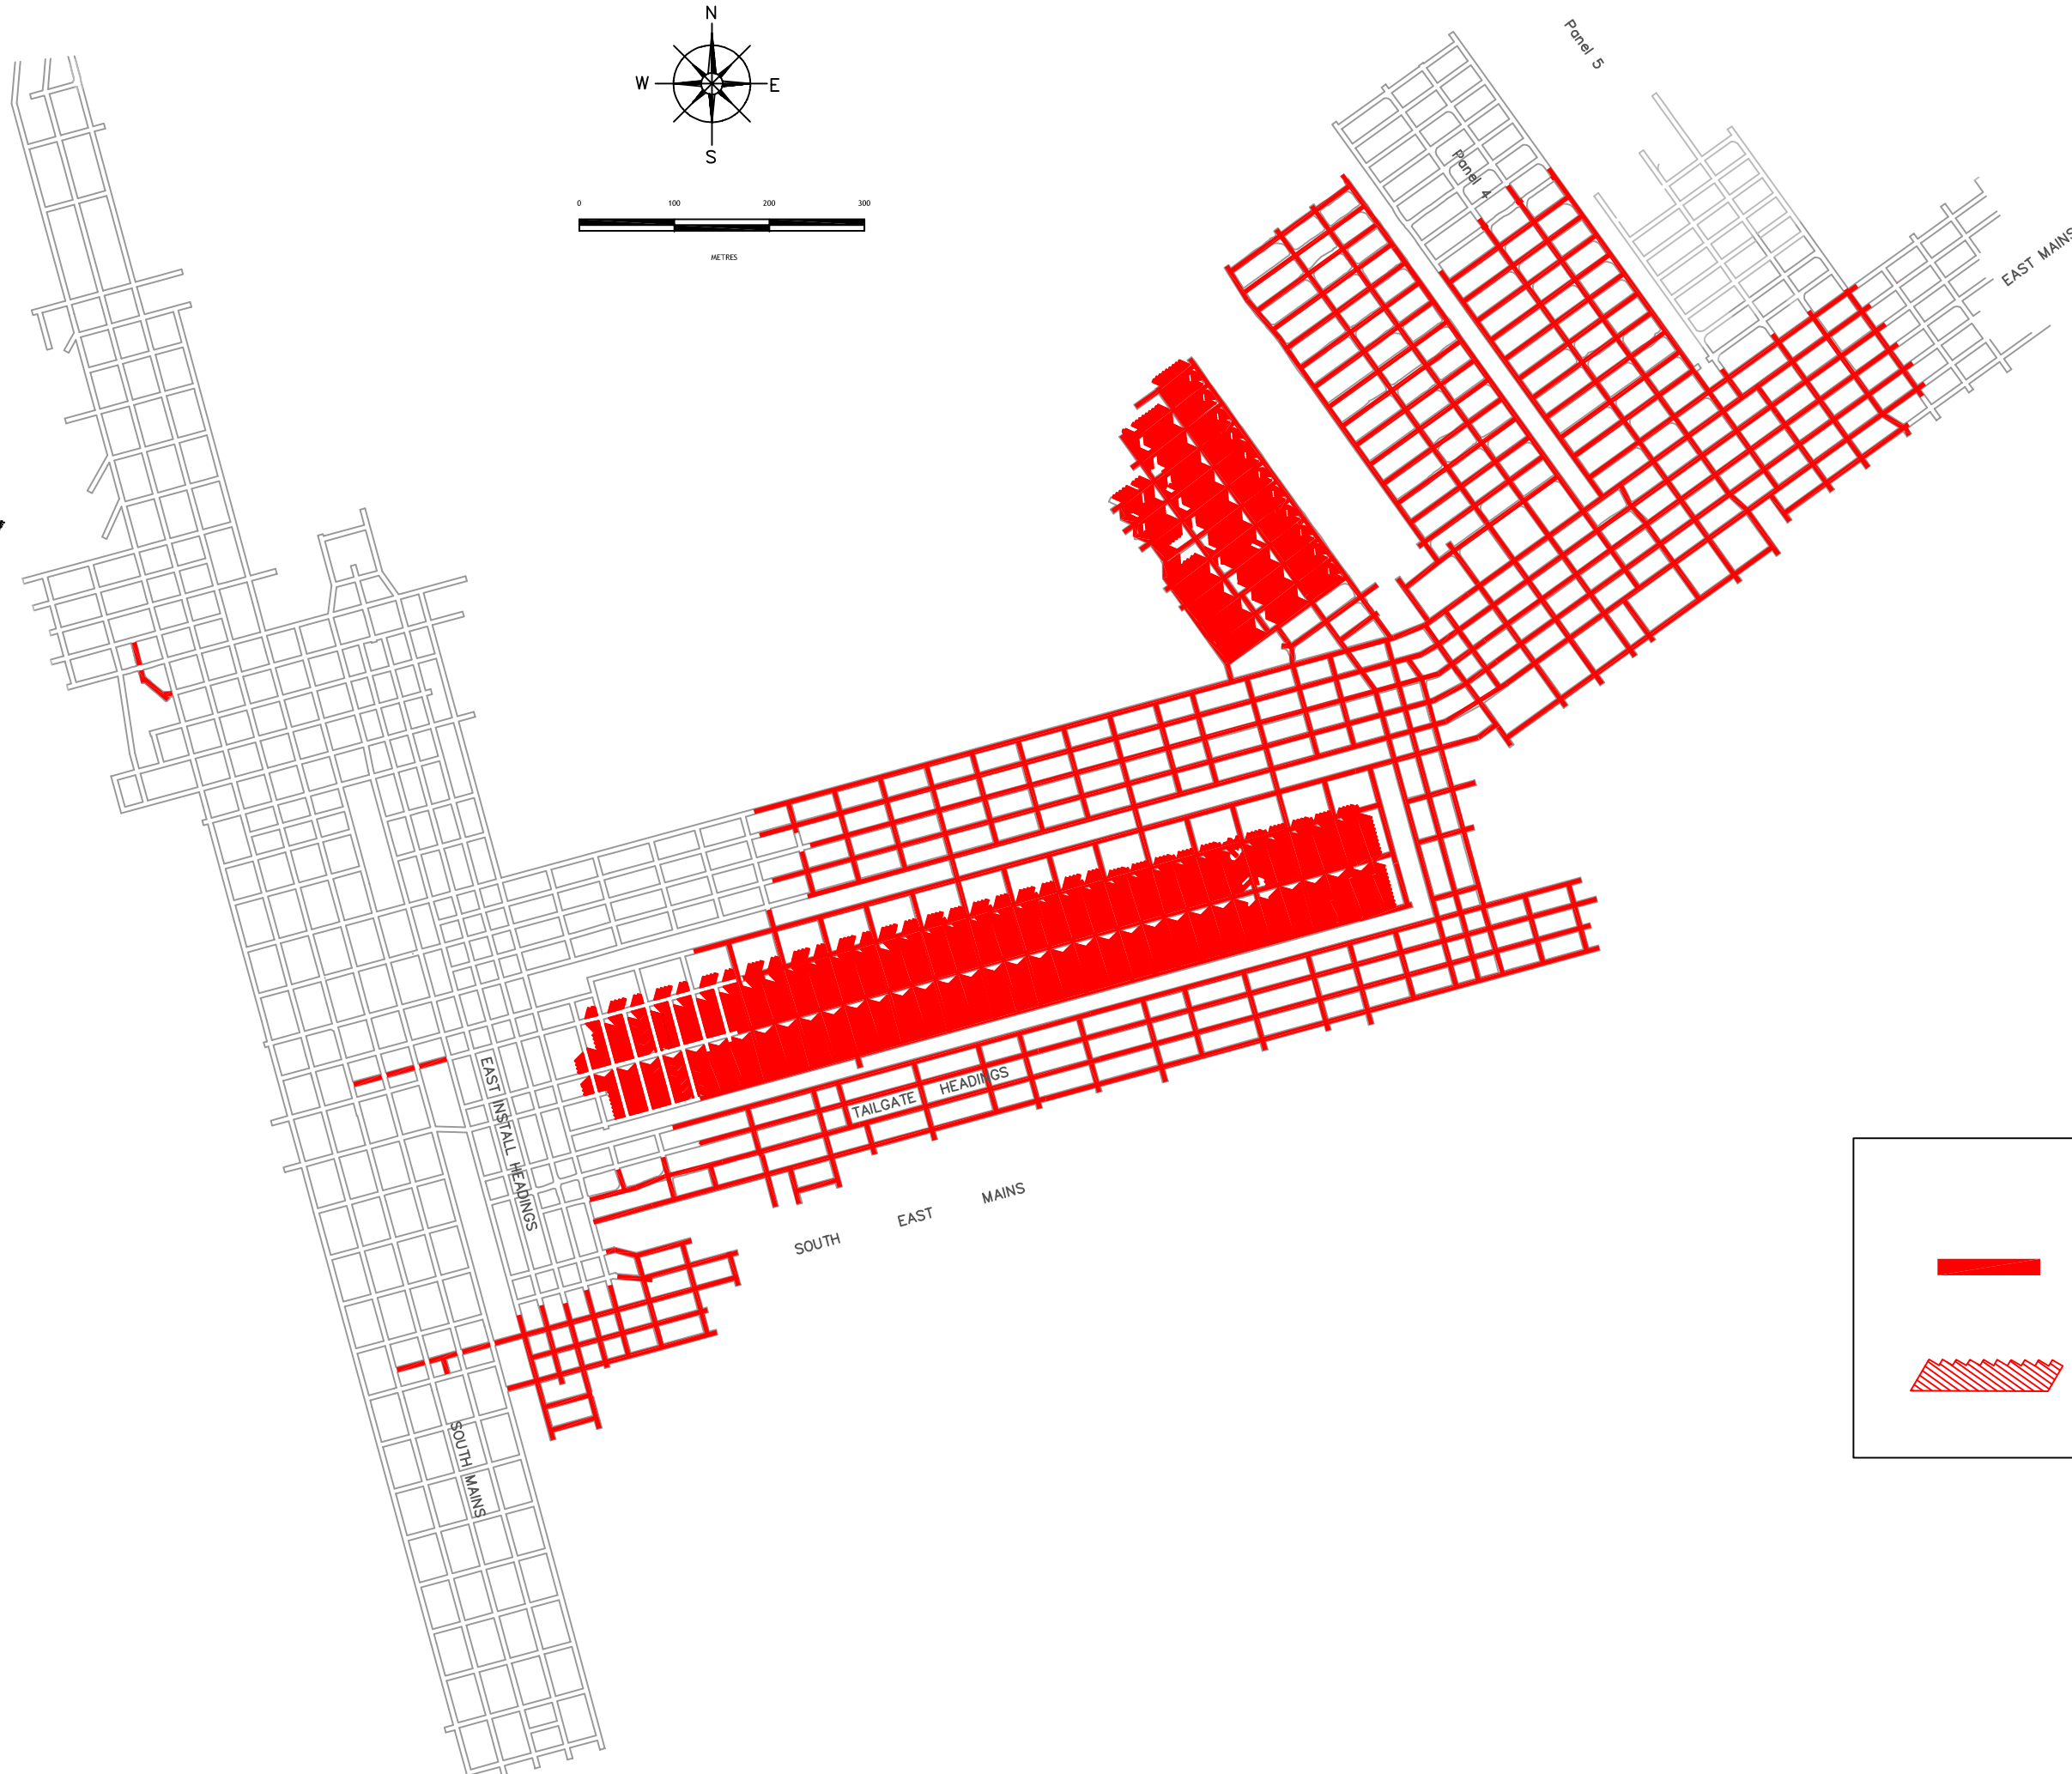 N
W
E
S
0 100 200 300
METRES
Panel 5
Panel 4
EAST MAINS
EAST INSTALL HEADINGS
TAILGATE HEADINGS
SOUTH EAST MAINS
SOUTH MAINS